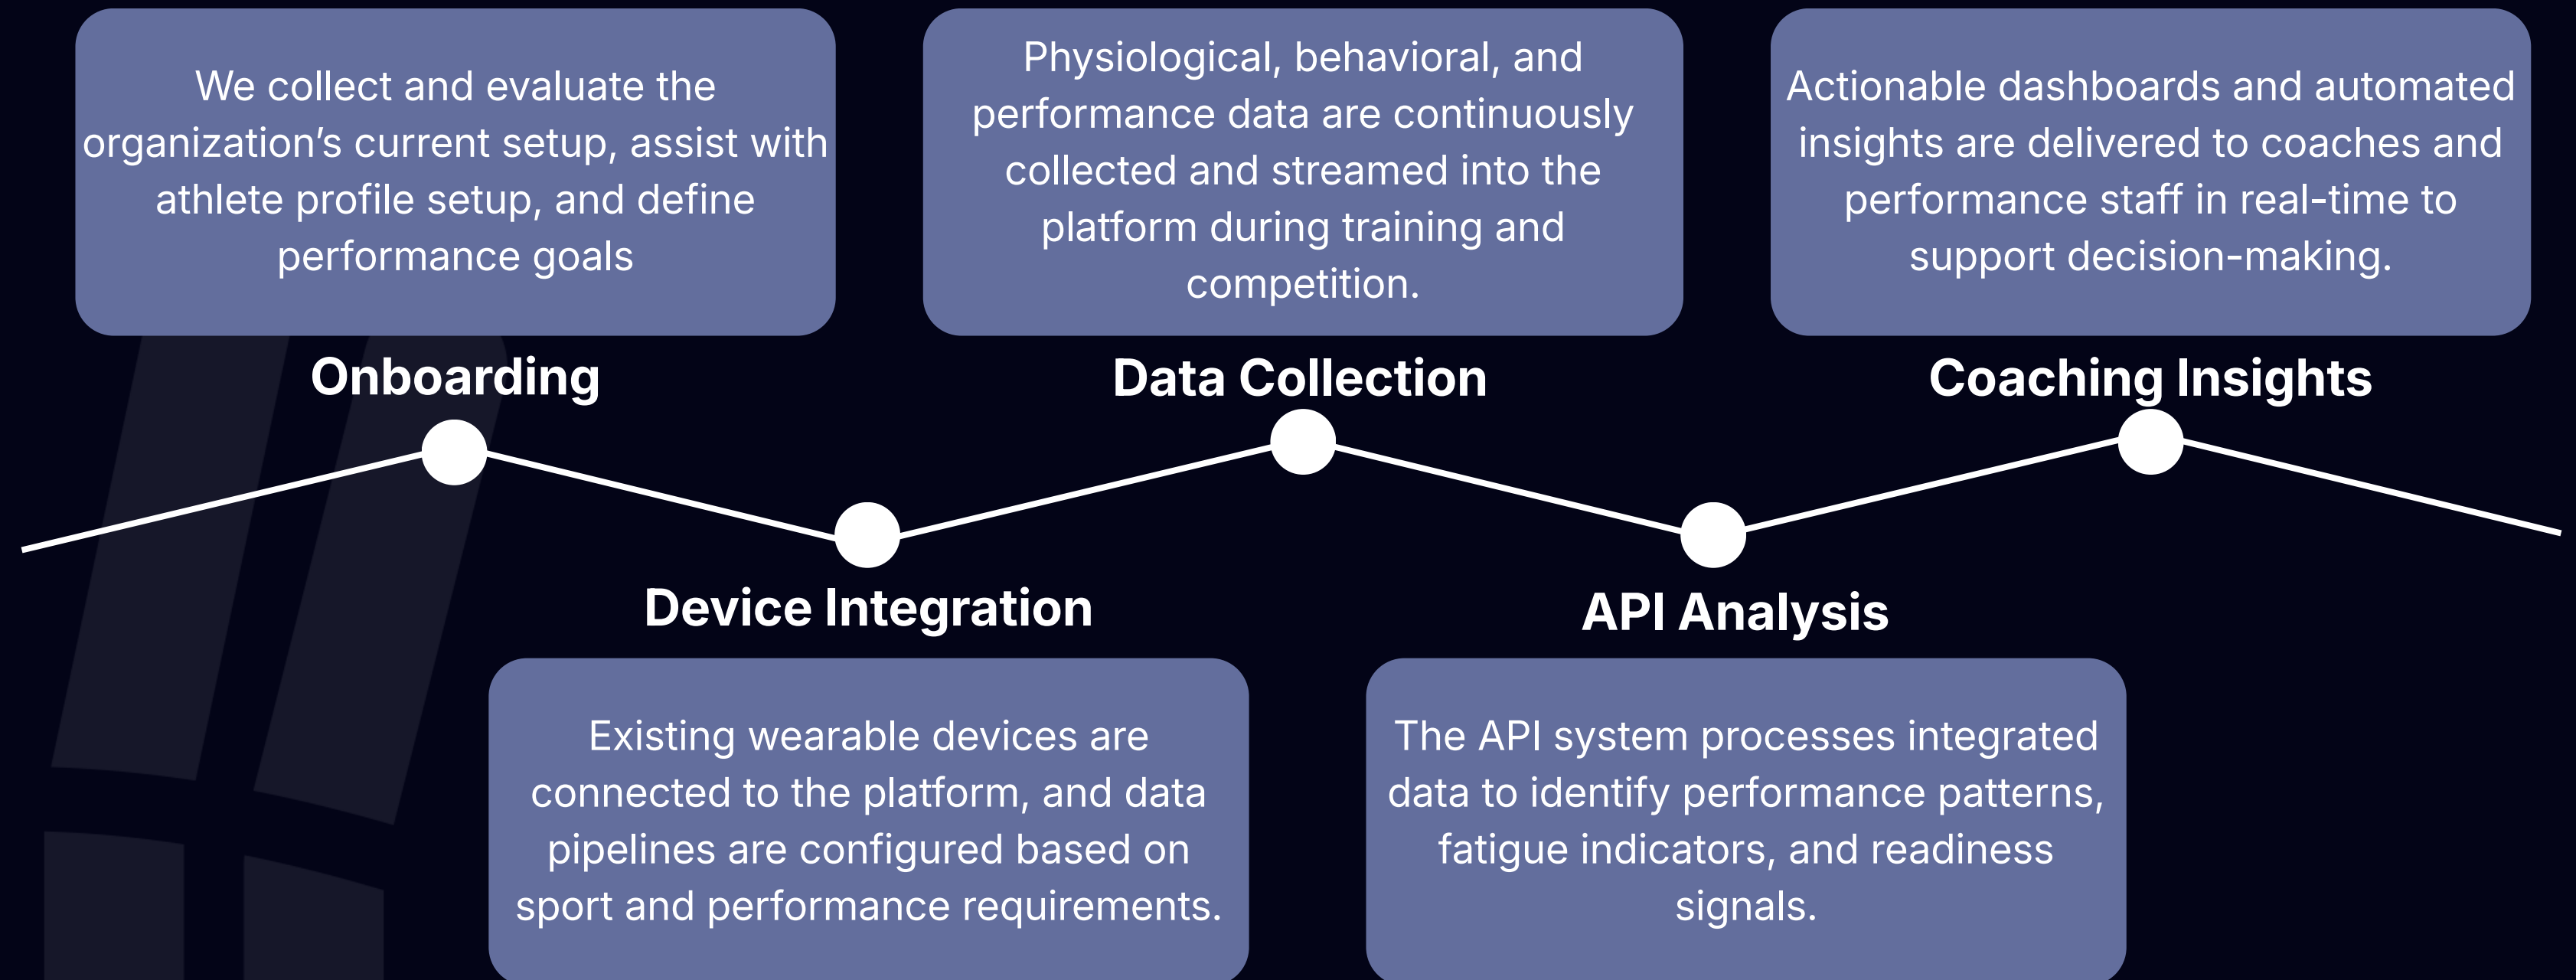 We collect and evaluate the
organization’s current setup, assist with
athlete profile setup, and define
performance goals
Onboarding
Existing wearable devices are
connected to the platform, and data
pipelines are configured based on
sport and performance requirements.
Device Integration
Physiological, behavioral, and
performance data are continuously
collected and streamed into the
platform during training and
competition.
Data Collection
The API system processes integrated
data to identify performance patterns,
fatigue indicators, and readiness
signals.
API Analysis
Actionable dashboards and automated
insights are delivered to coaches and
performance staff in real-time to
support decision-making.
Coaching Insights